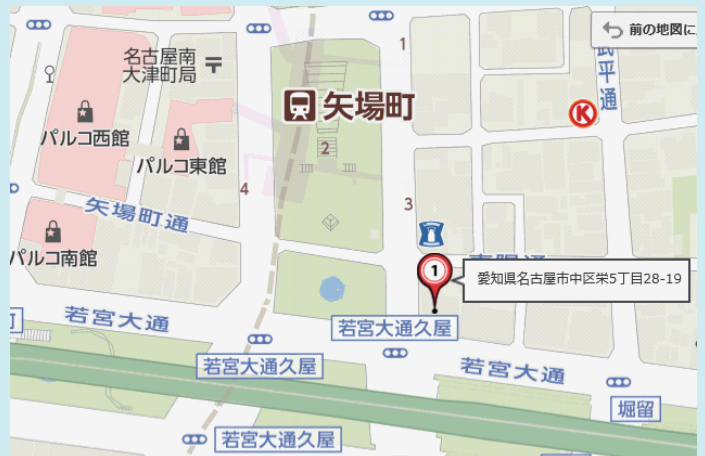 前の地図に
名古屋南
大津町局
武平通
1
矢場町
K
パルコ西館
パルコ東館
2
4
3
矢場町通
パルコ南館
1
愛知県名古屋市中区栄5丁目28-19
若宮大通
若宮大通久屋
若宮大通久屋
若宮大通
堀留
若宮大通久屋